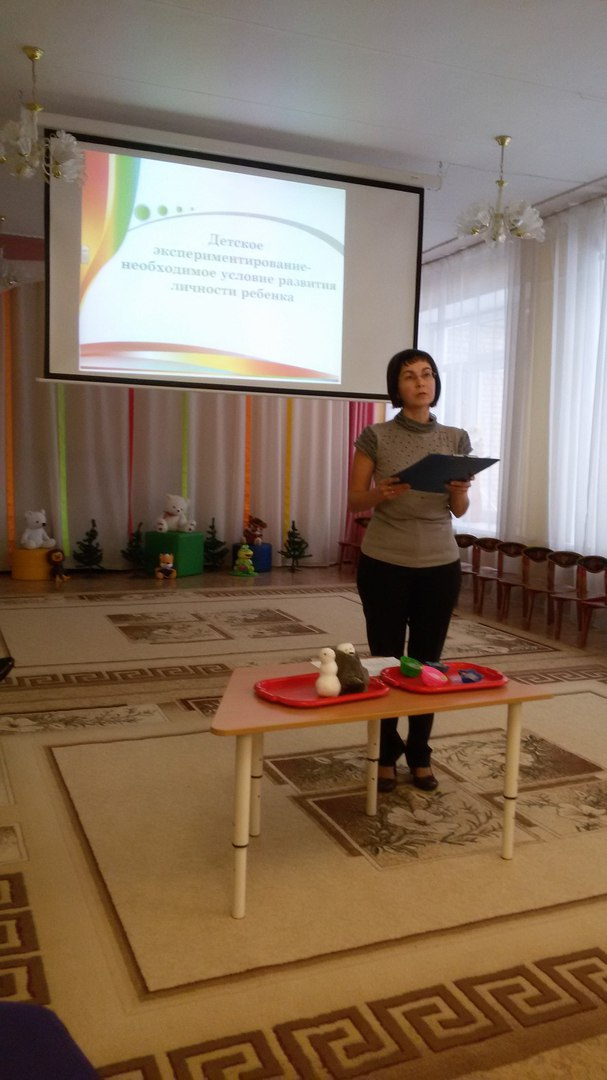 Детское
экспериментирование-
необходимое условие развития
личности ребенка